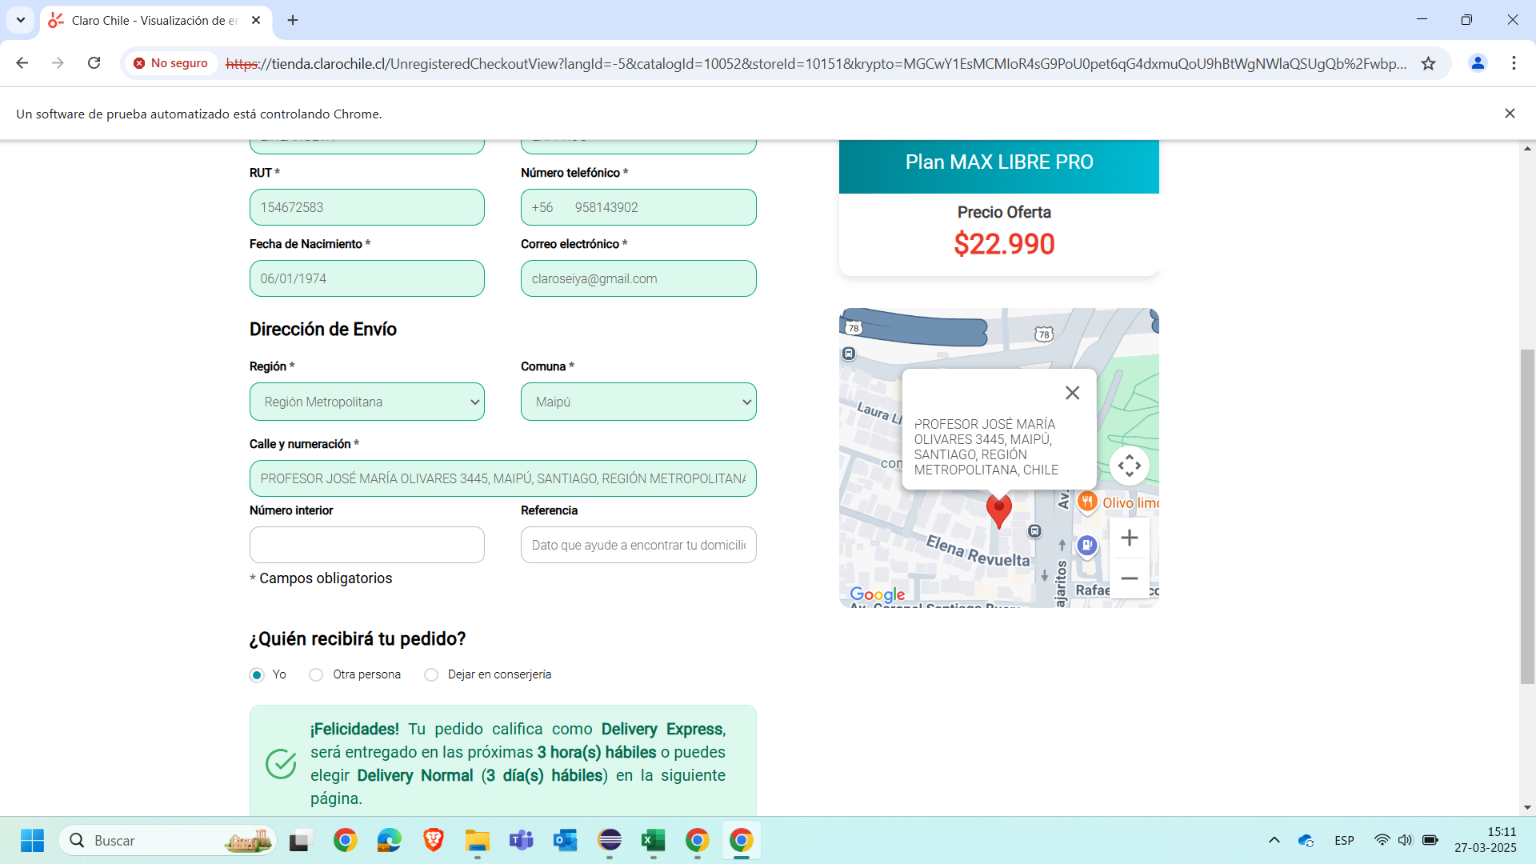 Claro Chile - Visualización de e
No seguro
https://tienda.clarochile.cl/UnregisteredCheckoutView?langId=-5&catalogId=10052&storeId=10151&krypto=MGCwY1EsMCMIoR4sG9PoU0pet6qG4dxmuQoU9hBtWgNWlaQSUgQb%2Fwbp...
Un software de prueba automatizado está controlando Chrome.
RUT *
Número telefónico *
154672583
+56 958143902
Fecha de Nacimiento *
Correo electrónico *
06/01/1974
claroseiya@gmail.com
Dirección de Envío
Región *
Comuna *
Región Metropolitana
Maipú
Calle y numeración *
PROFESOR JOSÉ MARÍA OLIVARES 3445, MAIPÚ, SANTIAGO, REGIÓN METROPOLITANA
Número interior
Referencia
Dato que ayude a encontrar tu domicilio
* Campos obligatorios
¿Quién recibirá tu pedido?
Yo
Otra persona
Dejar en conserjería
¡Felicidades! Tu pedido califica como Delivery Express,
será entregado en las próximas 3 hora(s) hábiles o puedes
elegir Delivery Normal (3 día(s) hábiles) en la siguiente
página.
Plan MAX LIBRE PRO
Precio Oferta
$22.990
78
78
Laura L
con
PROFESOR JOSÉ MARÍA
OLIVARES 3445, MAIPÚ,
SANTIAGO, REGIÓN
METROPOLITANA, CHILE
Av.
Olivo limo
Elena Revuelta
ajaritos
Rafae
Google
Buscar
ESP
15:11
27-03-2025